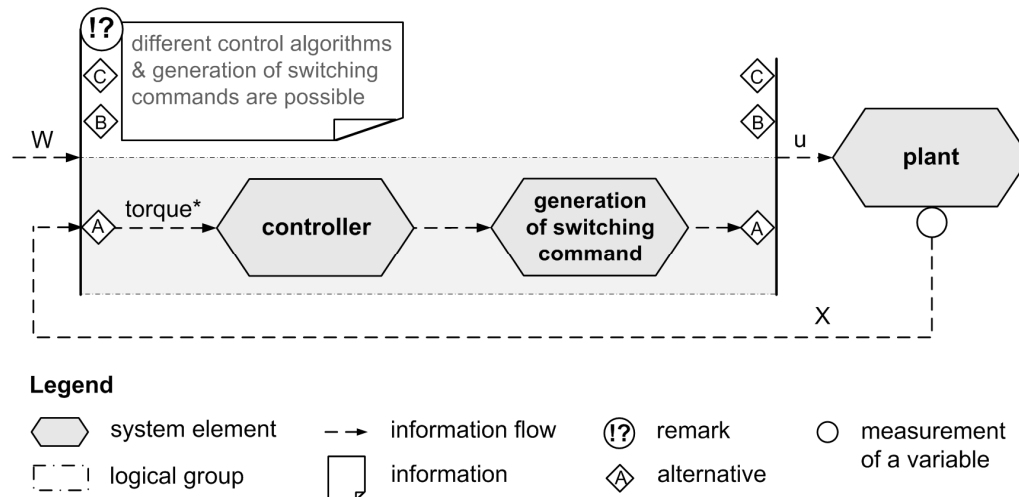 !?
different control algorithms
& generation of switching
commands are possible
C
B
C
B
W
u
plant
A
torque*
controller
generation
of switching
command
A
X
Legend
system element
information flow
!? remark
measurement
of a variable
logical group
information
A alternative